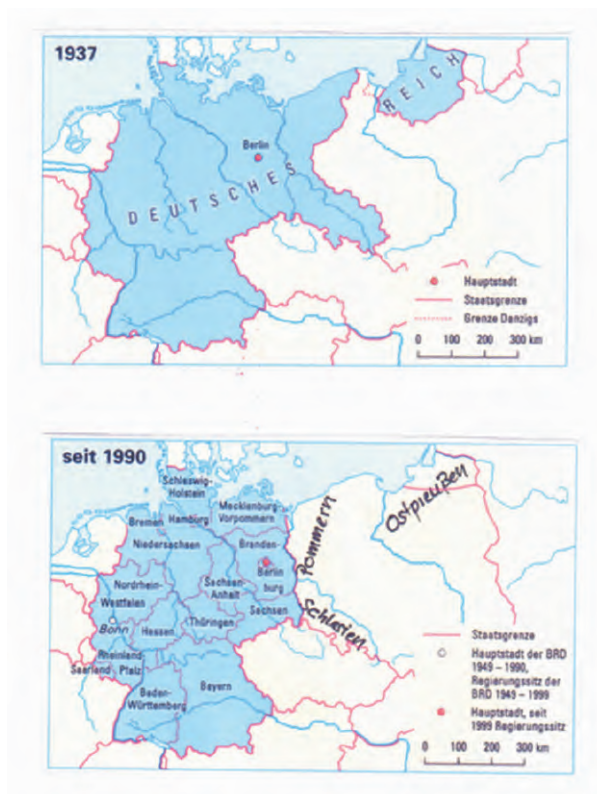 1937
REICH
Berlin
DEUTSCHES
Hauptstadt
Staatsgrenze
Grenze Danzigs
0 100 200 300 km
seit 1990
Schleswig-
Holstein
Mecklenburg-
Vorpommern
Bremen
Hamburg
Niedersachsen
Branden-
burg
Berlin
Sachsen-
Anhalt
Nordrhein-
Westfalen
Bonn
Hessen
Thüringen
Sachsen
Rheinland-
Pfalz
Saarland
Baden-
Württemberg
Bayern
Pommern
Ostpreußen
Schlesien
Staatsgrenze
Hauptstadt der BRD
1949 – 1990,
Regierungssitz der
BRD 1949 – 1999
Hauptstadt, seit
1999 Regierungssitz
0 100 200 300 km